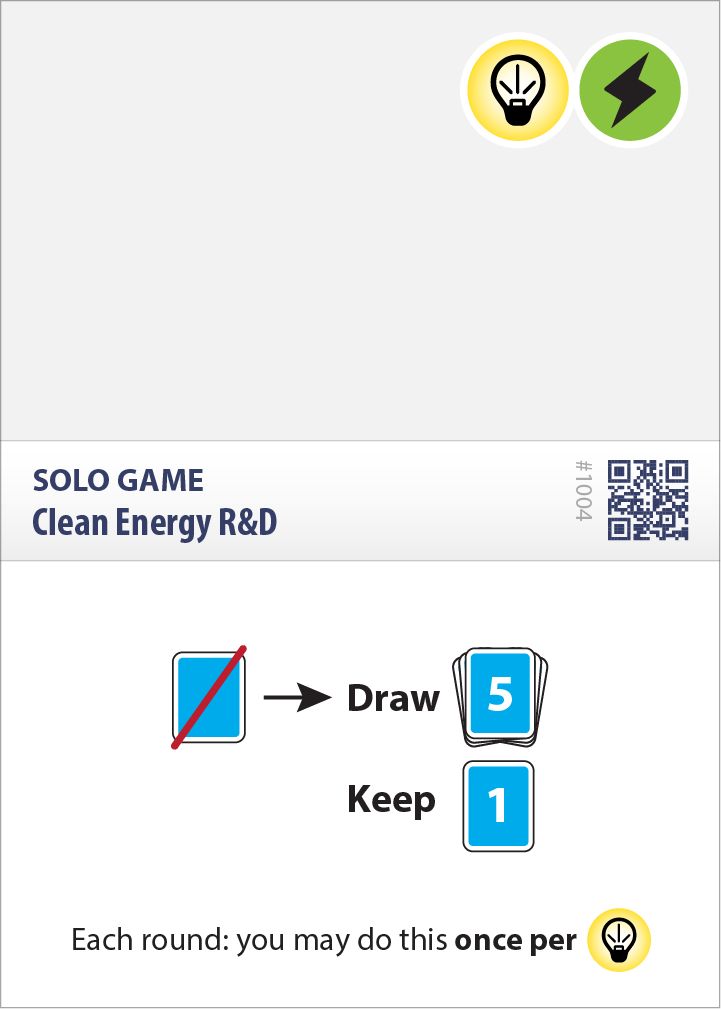 SOLO GAME
Clean Energy R&D
#1004
Draw 5
Keep 1
Each round: you may do this once per